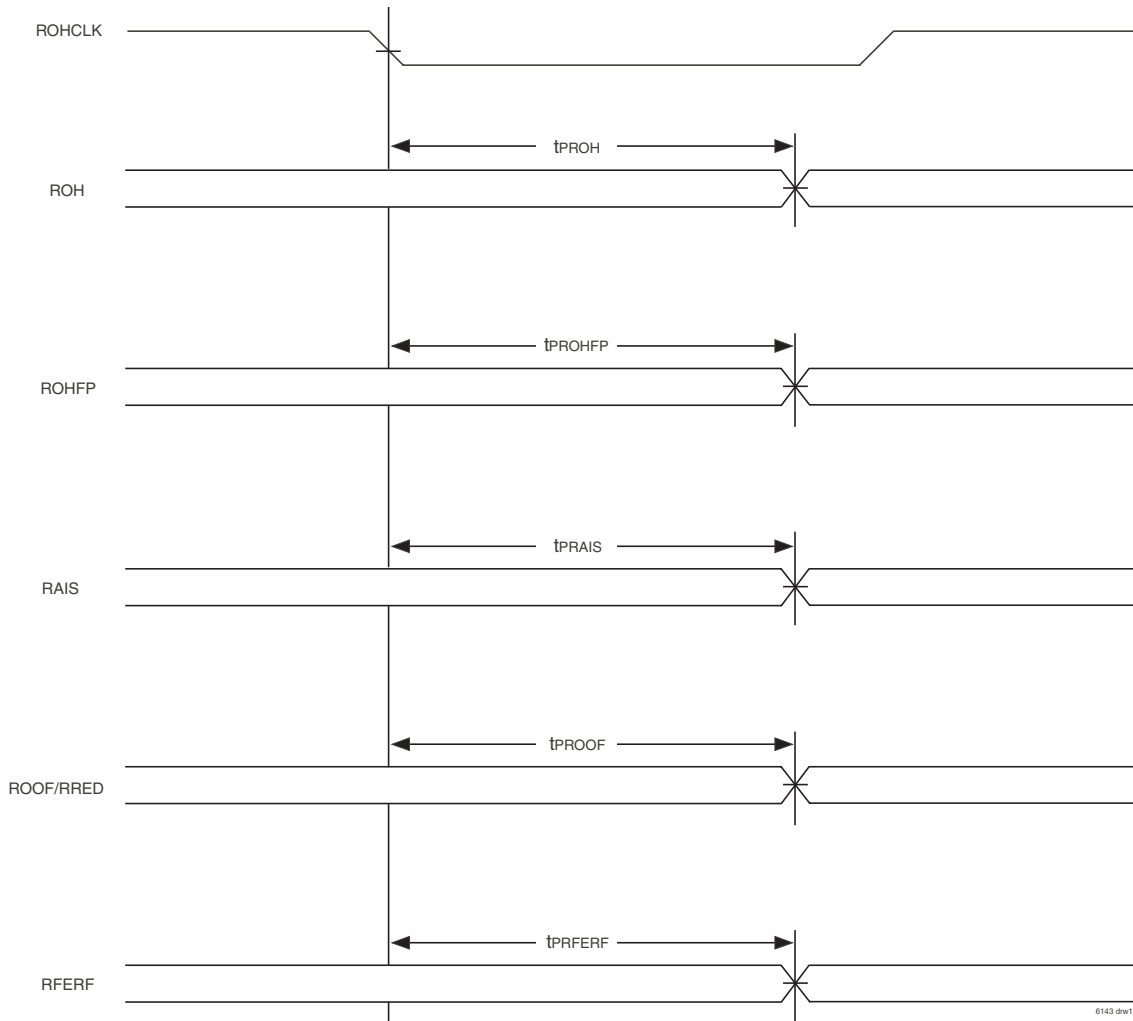 ROHCLK
tPROH
ROH
tPROHFP
ROHFP
tPRAIS
RAIS
tPROOF
ROOF/RRED
tPRFERF
RFERF
6143 drw1